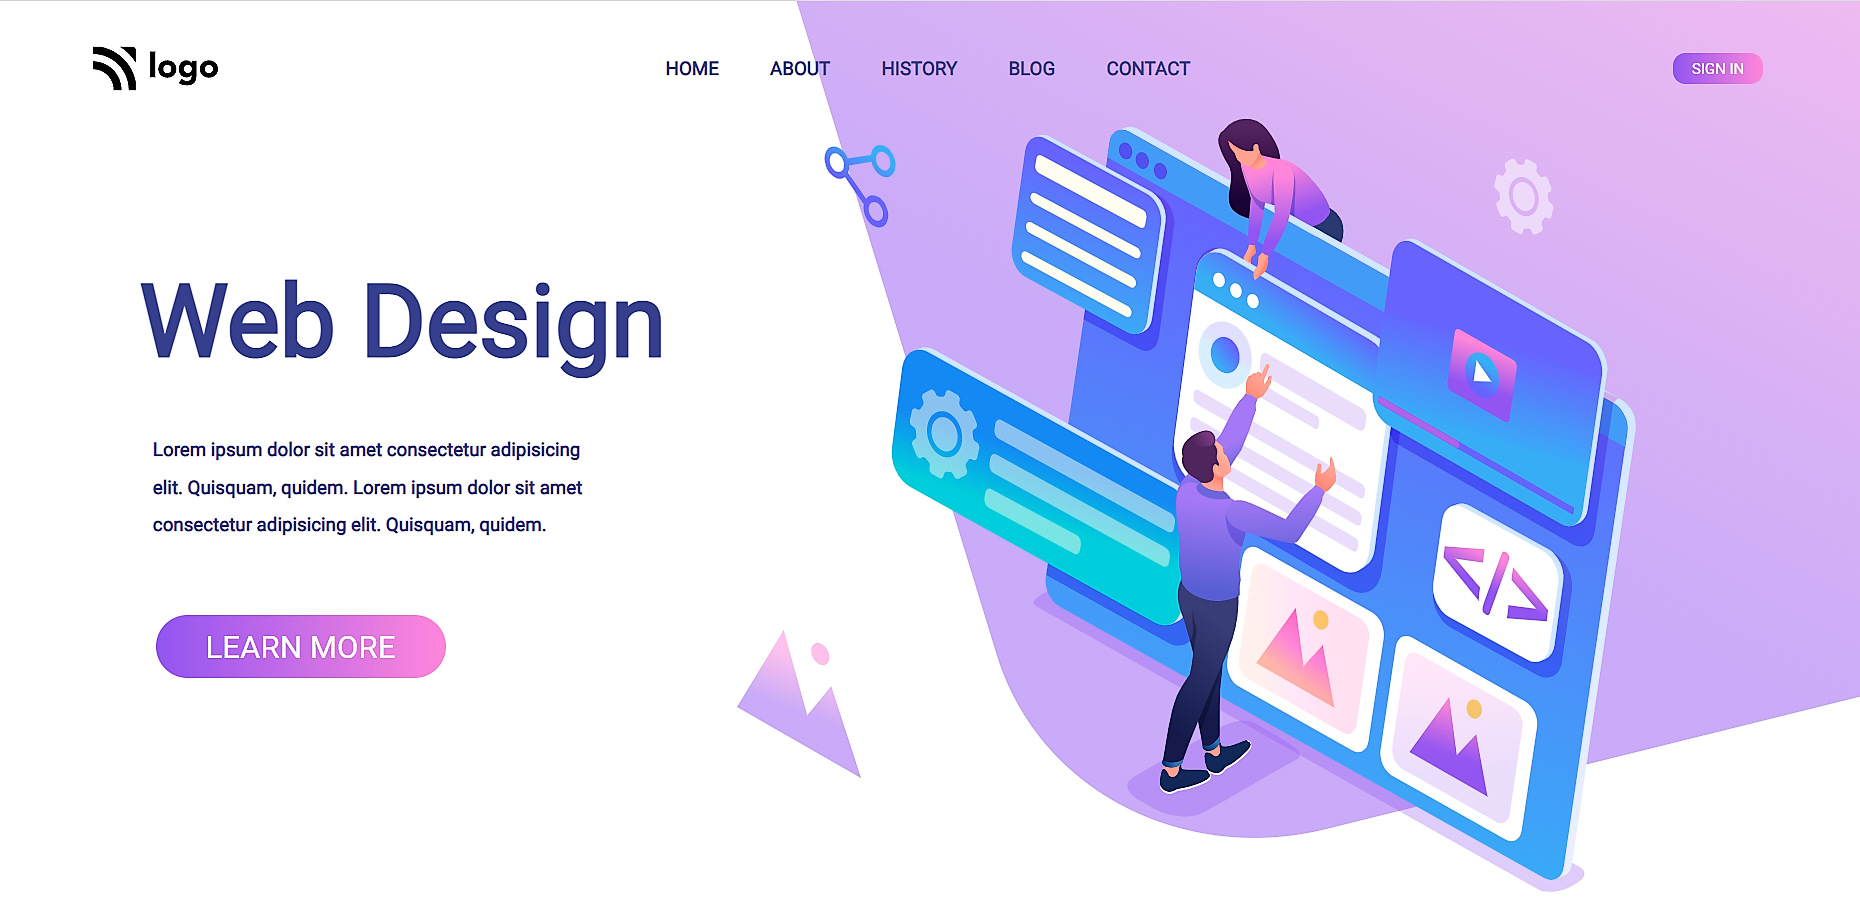 logo
HOME ABOUT HISTORY BLOG CONTACT
SIGN IN
Web Design
Lorem ipsum dolor sit amet consectetur adipisicing
elit. Quisquam, quidem. Lorem ipsum dolor sit amet
consectetur adipisicing elit. Quisquam, quidem.
LEARN MORE
</>